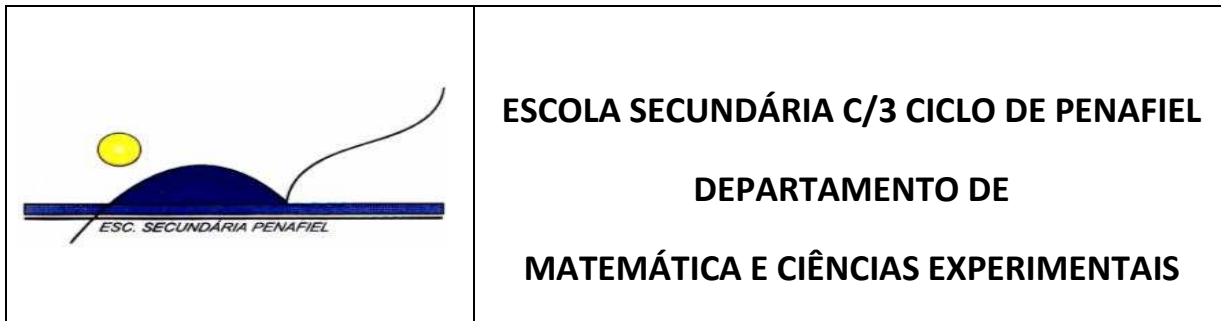 ESC. SECUNDÁRIA PENAFIEL
ESCOLA SECUNDÁRIA C/3 CICLO DE PENAFIEL
DEPARTAMENTO DE
MATEMÁTICA E CIÊNCIAS EXPERIMENTAIS